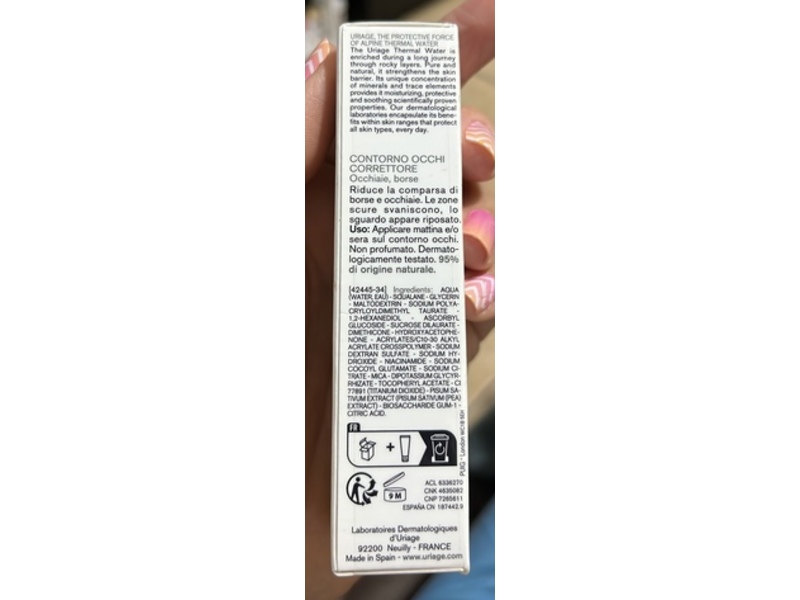 URIAGE, THE PROTECTIVE FORCE
OF ALPINE THERMAL WATER
The Uriage Thermal Water is
enriched during a long journey
through rocky layers. Pure and
natural, it strengthens the skin
barrier. Its unique concentration
of minerals and trace elements
provides it moisturizing, protective
and soothing scientifically proven
properties. Our dermatological
laboratories encapsulate its bene-
fits within skin ranges that protect
all skin types, every day.
CONTORNO OCCHI
CORRETTORE
Occhiaie, borse
Riduce la comparsa di
borse e occhiaie. Le zone
scure svaniscono, lo
sguardo appare riposato.
Uso: Applicare mattina e/o
sera sul contorno occhi.
Non profumato. Dermato-
logicamente testato. 95%
di origine naturale.
[42445-34] Ingredients: AQUA
(WATER, EAU) - SQUALANE - GLYCERIN
- MALTODEXTRIN - SODIUM POLYA-
CRYLOYLDIMETHYL TAURATE -
1,2-HEXANEDIOL - ASCORBYL
GLUCOSIDE - SUCROSE DILAURATE -
DIMETHICONE - HYDROXYACETOPHE-
NONE - ACRYLATES/C10-30 ALKYL
ACRYLATE CROSSPOLYMER - SODIUM
DEXTRAN SULFATE - SODIUM HY-
DROXIDE - NIACINAMIDE - SODIUM
COCOYL GLUTAMATE - SODIUM CI-
TRATE - MICA - DIPOTASSIUM GLYCYR-
RHIZATE - TOCOPHERYL ACETATE - CI
77891 (TITANIUM DIOXIDE) - PISUM SA-
TIVUM EXTRACT (PISUM SATIVUM (PEA)
EXTRACT) - BIOSACCHARIDE GUM-1 -
CITRIC ACID.
FR
+
PUIG - London WC1B 5DH
9 M
ACL 6336270
CNK 4635082
CNP 7265811
ESPAÑA CN 187442.9
Laboratoires Dermatologiques
d'Uriage
92200 Neuilly - FRANCE
Made in Spain - www.uriage.com